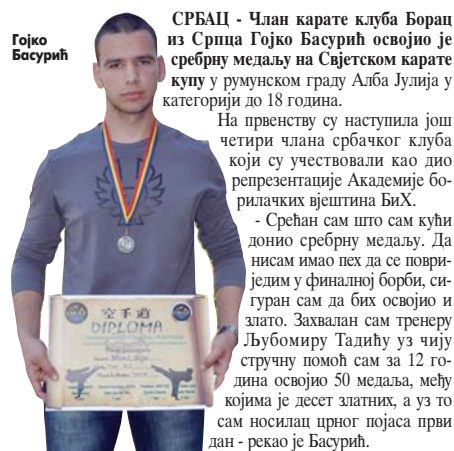 Гојко
Басурић
СРБАЦ - Члан карате клуба Борац
из Српца Гојко Басурић освојио је
сребрну медаљу на Свјетском карате
купу у румунском граду Алба Јулија у
категорији до 18 година.
На првенству су наступила још
четири члана србачког клуба
који су учествовали као дио
репрезентације Академије бо-
рилачких вјештина БиХ.
- Срећан сам што сам кући
донио сребрну медаљу. Да
нисам имао пех да се поври-
једим у финалној борби, си-
гуран сам да бих освојио и
злато. Захвалан сам тренеру
Љубомиру Тадићу уз чију
стручну помоћ сам за 12 го-
дина освојио 50 медаља, међу
којима је десет златних, а уз то
сам носилац црног појаса први
дан - рекао је Басурић.
空手道
DIPLOMA